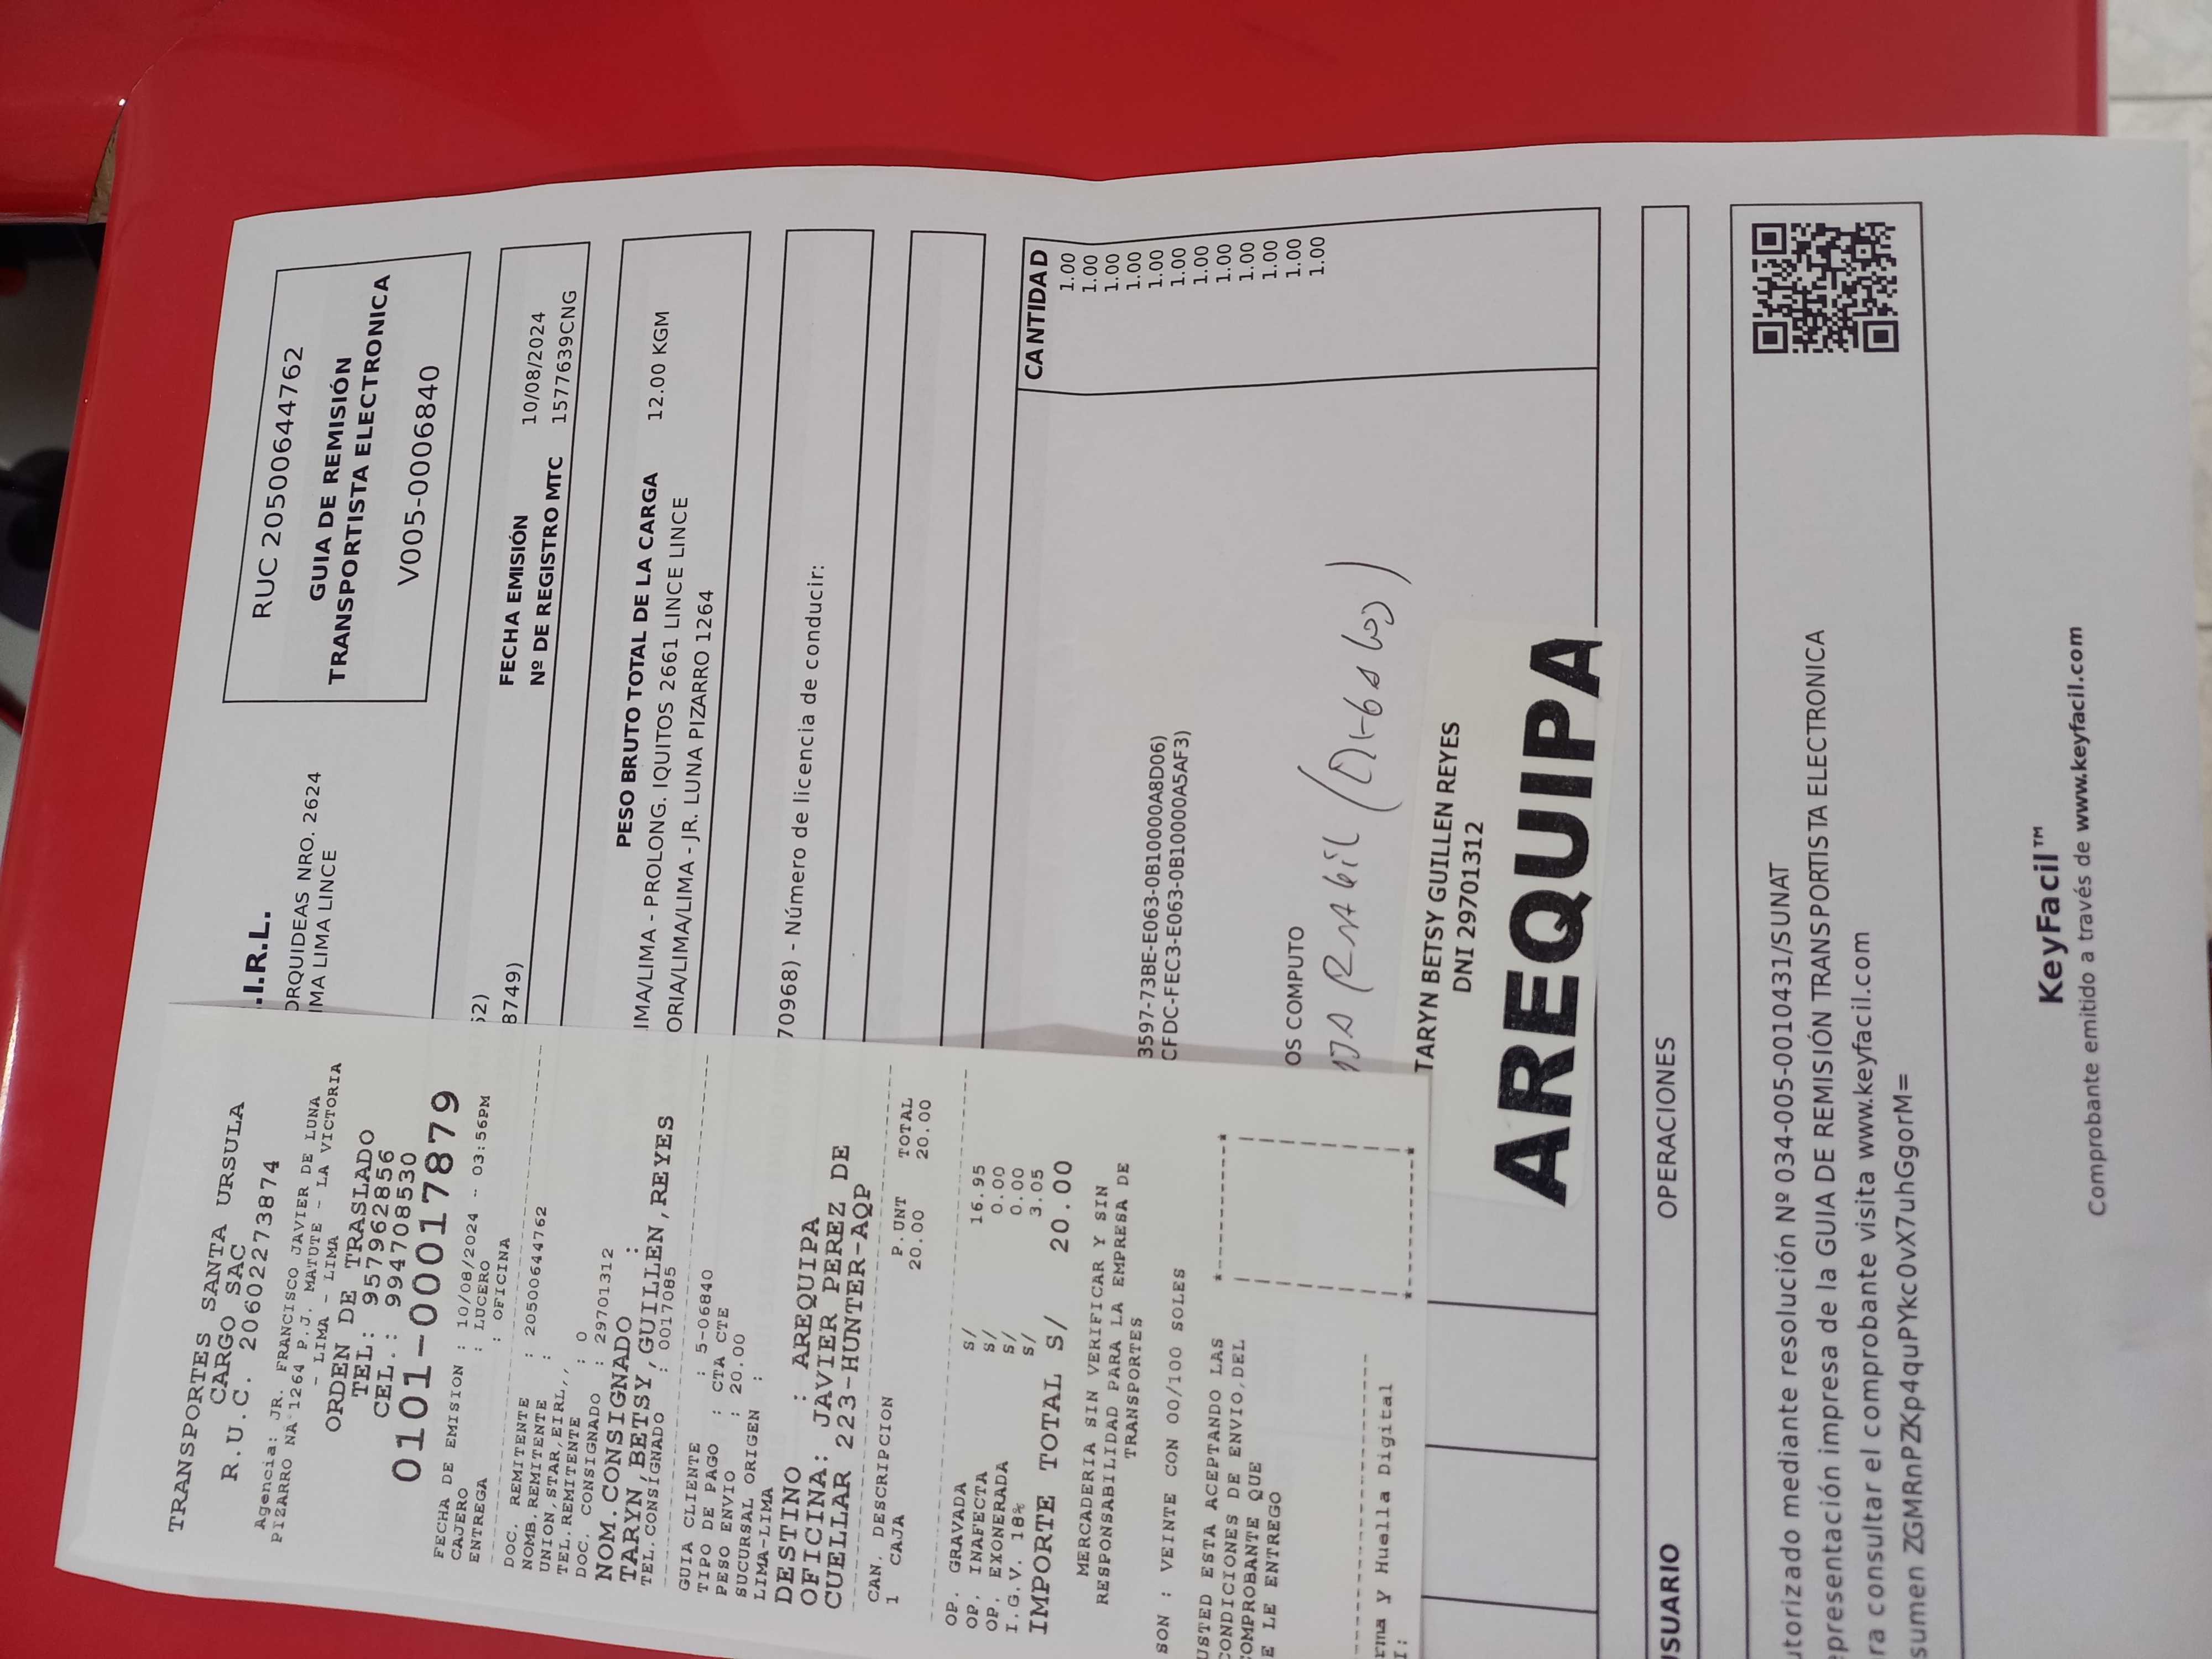 TRANSPORTES SANTA URSULA
CARGO SAC
R.U.C. 20602273874
Agencia: JR. FRANCISCO JAVIER DE LUNA
PIZARRO NA°1264 P.J. MATUTE - LA VICTORIA
- LIMA - LIMA
ORDEN DE TRASLADO
TEL: 957962856
CEL.: 994708530
0101-00017879
FECHA DE EMISION : 10/08/2024 - 03:56PM
CAJERO : LUCERO
ENTREGA : OFICINA
DOC. REMITENTE : 20500644762
NOMB.REMITENTE :
UNION,STAR,EIRL,,
TEL.REMITENTE : 0
DOC. CONSIGNADO : 29701312
NOM.CONSIGNADO :
TARYN,BETSY,GUILLEN,REYES
TEL.CONSIGNADO : 0017085
GUIA CLIENTE : 5-06840
TIPO DE PAGO : CTA CTE
PESO ENVIO : 20.00
SUCURSAL ORIGEN :
LIMA-LIMA
DESTINO : AREQUIPA
OFICINA: JAVIER PEREZ DE
CUELLAR 223-HUNTER-AQP
CAN. DESCRIPCION P.UNT TOTAL
1 CAJA 20.00 20.00
OP. GRAVADA S/ 16.95
OP. INAFECTA S/ 0.00
OP. EXONERADA S/ 0.00
I.G.V. 18% S/ 3.05
IMPORTE TOTAL S/ 20.00
MERCADERIA SIN VERIFICAR Y SIN
RESPONSABILIDAD PARA LA EMPRESA DE
TRANSPORTES
SON : VEINTE CON 00/100 SOLES
USTED ESTA ACEPTANDO LAS
CONDICIONES DE ENVIO,DEL
COMPROBANTE QUE
E LE ENTREGO
rma y Huella Digital
I:
.I.R.L.
ORQUIDEAS NRO. 2624
IMA LIMA LINCE
RUC 20500644762
GUIA DE REMISIÓN
TRANSPORTISTA ELECTRONICA
V005-00006840
62)
8749)
FECHA EMISIÓN 10/08/2024
Nº DE REGISTRO MTC 1577639CNG
PESO BRUTO TOTAL DE LA CARGA 12.00 KGM
IMA/LIMA - PROLONG. IQUITOS 2661 LINCE LINCE
ORIA/LIMA/LIMA - JR. LUNA PIZARRO 1264
70968) - Número de licencia de conducir:
CANTIDAD
1.00
1.00
1.00
1.00
1.00
1.00
1.00
1.00
1.00
1.00
1.00
1.00
3597-73BE-E063-0B10000A8D06)
CFDC-FEC3-E063-0B10000A5AF3)
OS COMPUTO
TARYN BETSY GUILLEN REYES
DNI 29701312
AREQUIPA
SUARIO OPERACIONES
utorizado mediante resolución Nº 034-005-0010431/SUNAT
epresentación impresa de la GUIA DE REMISIÓN TRANSPORTISTA ELECTRONICA
ra consultar el comprobante visita www.keyfacil.com
sumen ZGMRnPZKp4quPYkc0vX7uhGgorM=
KeyFacil™
Comprobante emitido a través de www.keyfacil.com